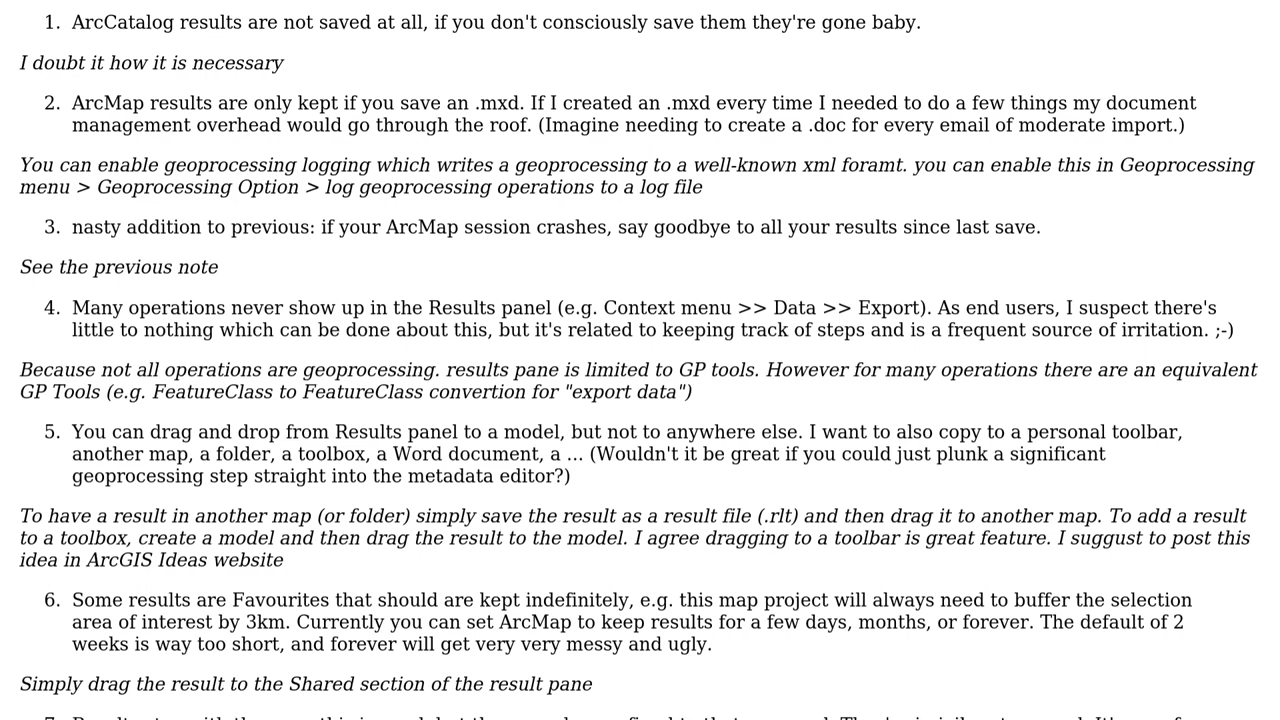 1. ArcCatalog results are not saved at all, if you don't consciously save them they're gone baby.
I doubt it how it is necessary
2. ArcMap results are only kept if you save an .mxd. If I created an .mxd every time I needed to do a few things my document
management overhead would go through the roof. (Imagine needing to create a .doc for every email of moderate import.)
You can enable geoprocessing logging which writes a geoprocessing to a well-known xml foramt. you can enable this in Geoprocessing
menu > Geoprocessing Option > log geoprocessing operations to a log file
3. nasty addition to previous: if your ArcMap session crashes, say goodbye to all your results since last save.
See the previous note
4. Many operations never show up in the Results panel (e.g. Context menu >> Data >> Export). As end users, I suspect there's
little to nothing which can be done about this, but it's related to keeping track of steps and is a frequent source of irritation. ;-)
Because not all operations are geoprocessing. results pane is limited to GP tools. However for many operations there are an equivalent
GP Tools (e.g. FeatureClass to FeatureClass convertion for "export data")
5. You can drag and drop from Results panel to a model, but not to anywhere else. I want to also copy to a personal toolbar,
another map, a folder, a toolbox, a Word document, a ... (Wouldn't it be great if you could just plunk a significant
geoprocessing step straight into the metadata editor?)
To have a result in another map (or folder) simply save the result as a result file (.rlt) and then drag it to another map. To add a result
to a toolbox, create a model and then drag the result to the model. I agree dragging to a toolbar is great feature. I suggust to post this
idea in ArcGIS Ideas website
6. Some results are Favourites that should are kept indefinitely, e.g. this map project will always need to buffer the selection
area of interest by 3km. Currently you can set ArcMap to keep results for a few days, months, or forever. The default of 2
weeks is way too short, and forever will get very very messy and ugly.
Simply drag the result to the Shared section of the result pane